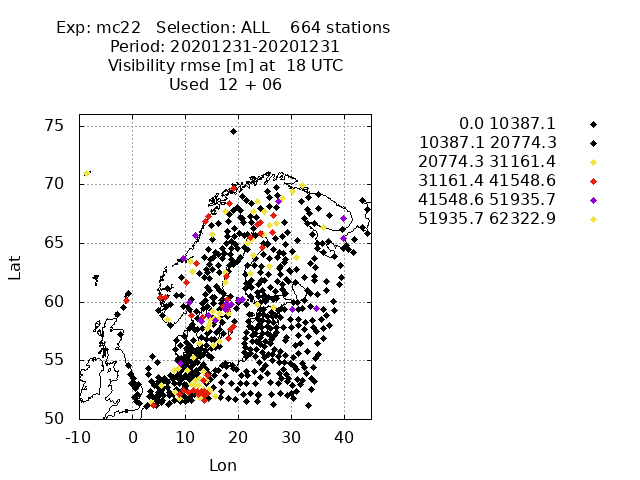 Exp: mc22 Selection: ALL 664 stations
Period: 20201231-20201231
Visibility rmse [m] at 18 UTC
Used 12 + 06
0.0 10387.1
10387.1 20774.3
20774.3 31161.4
31161.4 41548.6
41548.6 51935.7
51935.7 62322.9
75
70
65
60
55
50
Lat
-10 0 10 20 30 40
Lon